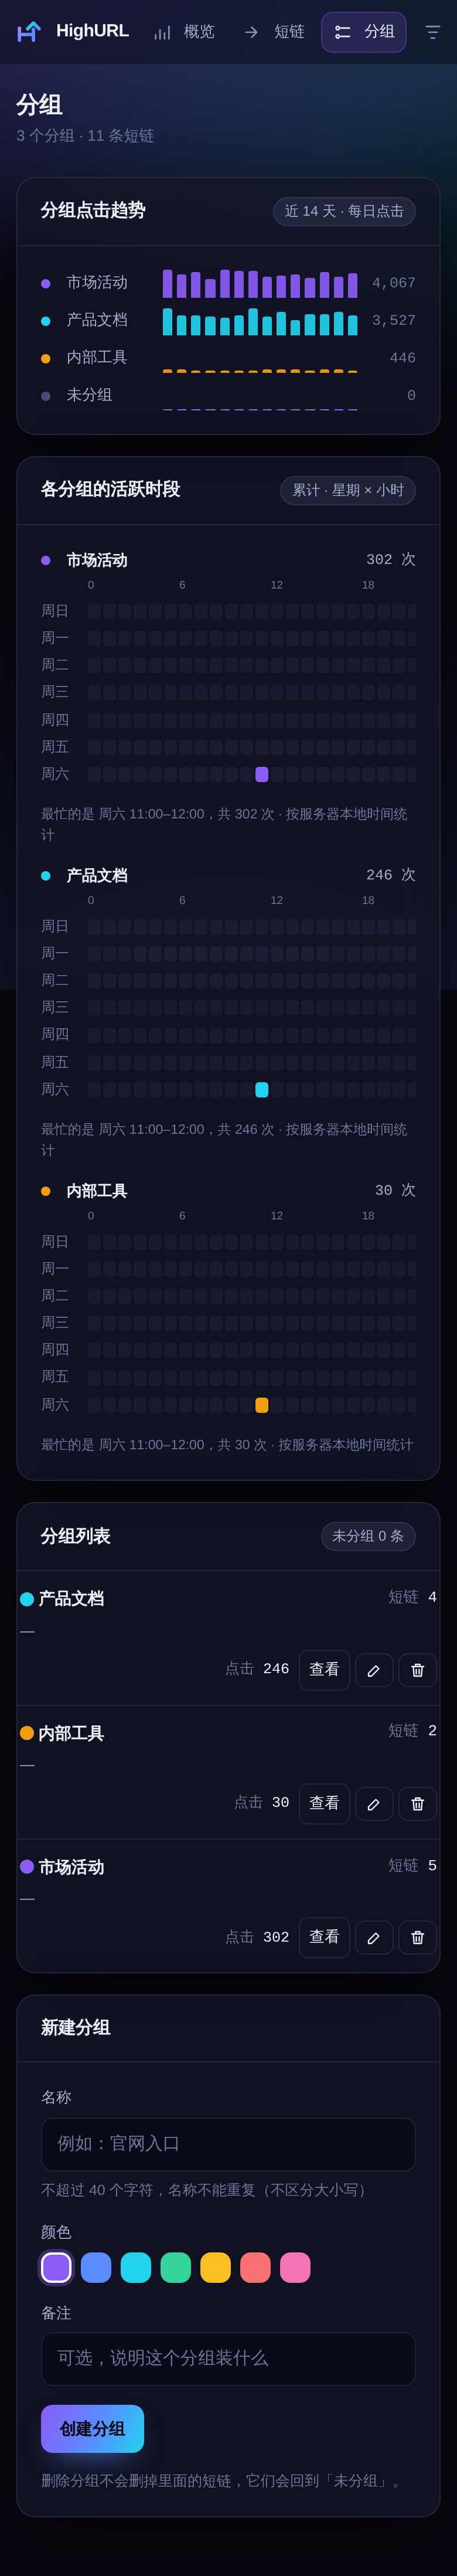 HighURL 概览 短链 分组
分组
3 个分组 · 11 条短链
分组点击趋势 近 14 天 · 每日点击
市场活动 4,067
产品文档 3,527
内部工具 446
未分组 0
各分组的活跃时段 累计 · 星期 × 小时
市场活动 302 次
0 6 12 18
周日
周一
周二
周三
周四
周五
周六
最忙的是 周六 11:00–12:00，共 302 次 · 按服务器本地时间统
计
产品文档 246 次
0 6 12 18
周日
周一
周二
周三
周四
周五
周六
最忙的是 周六 11:00–12:00，共 246 次 · 按服务器本地时间统
计
内部工具 30 次
0 6 12 18
周日
周一
周二
周三
周四
周五
周六
最忙的是 周六 11:00–12:00，共 30 次 · 按服务器本地时间统计
分组列表 未分组 0 条
产品文档 短链 4
—
点击 246 查看
内部工具 短链 2
—
点击 30 查看
市场活动 短链 5
—
点击 302 查看
新建分组
名称
例如：官网入口
不超过 40 个字符，名称不能重复（不区分大小写）
颜色
备注
可选，说明这个分组装什么
创建分组
删除分组不会删掉里面的短链，它们会回到「未分组」。